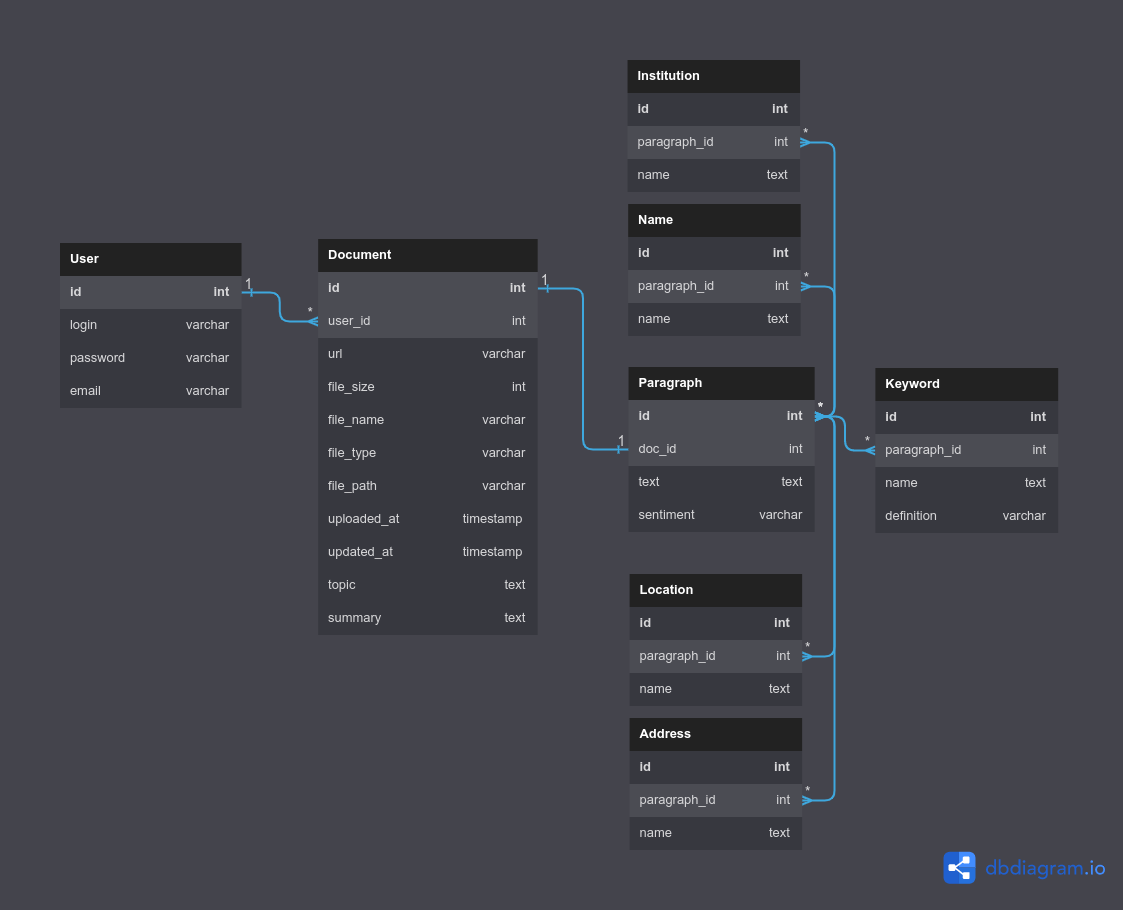 User
id int
login varchar
password varchar
email varchar
1
*
Document
id int
user_id int
url varchar
file_size int
file_name varchar
file_type varchar
file_path varchar
uploaded_at timestamp
updated_at timestamp
topic text
summary text
1
1
Institution
id int
paragraph_id int
name text
*
Name
id int
paragraph_id int
name text
*
Paragraph
id int
doc_id int
text text
sentiment varchar
*
Keyword
id int
paragraph_id int
name text
definition varchar
*
Location
id int
paragraph_id int
name text
*
Address
id int
paragraph_id int
name text
*
dbdiagram.io